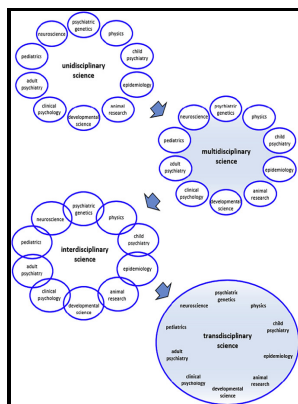 psychiatric
genetics
neuroscience
physics
pediatrics
child
psychiatry
unidisciplinary
science
adult
psychiatry
epidemiology
clinical
psychology
animal
research
developmental
science
psychiatric
genetics
neuroscience
physics
pediatrics
child
psychiatry
multidisciplinary
science
adult
psychiatry
epidemiology
clinical
psychology
animal
research
developmental
science
psychiatric
genetics
neuroscience
physics
pediatrics
child
psychiatry
interdisciplinary
science
adult
psychiatry
epidemiology
clinical
psychology
animal
research
developmental
science
psychiatric
genetics
neuroscience
physics
pediatrics
child
psychiatry
transdisciplinary
science
adult
psychiatry
epidemiology
clinical
psychology
animal
research
developmental
science